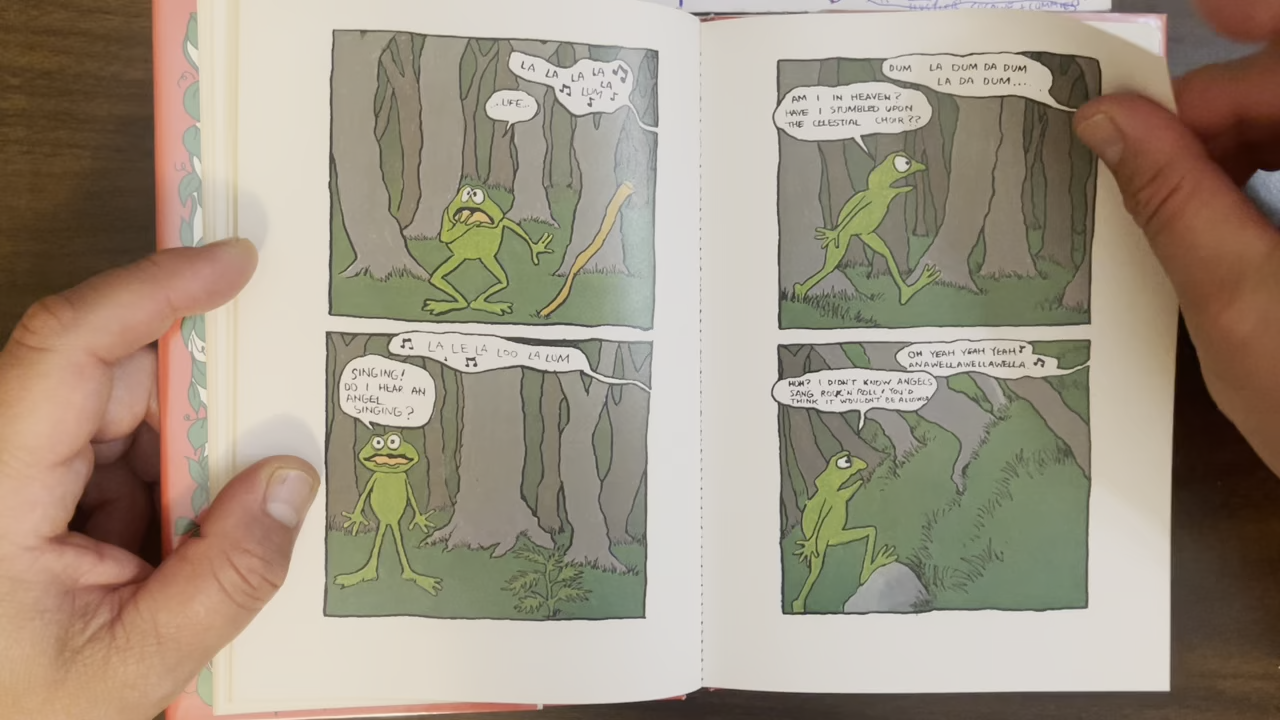 LA LA LA LA
LA
LUM
...LIFE...
LA LE LA LOO LA LUM
SINGING!
DO I HEAR AN
ANGEL
SINGING?
DUM LA DUM DA DUM
LA DA DUM...
AM I IN HEAVEN?
HAVE I STUMBLED UPON
THE CELESTIAL CHOIR??
OH YEAH YEAH YEAH
ANAWELLAWELLAWELLA
HUH? I DIDN'T KNOW ANGELS
SANG ROCK'N ROLL! YOU'D
THINK IT WOULDN'T BE ALLOWED